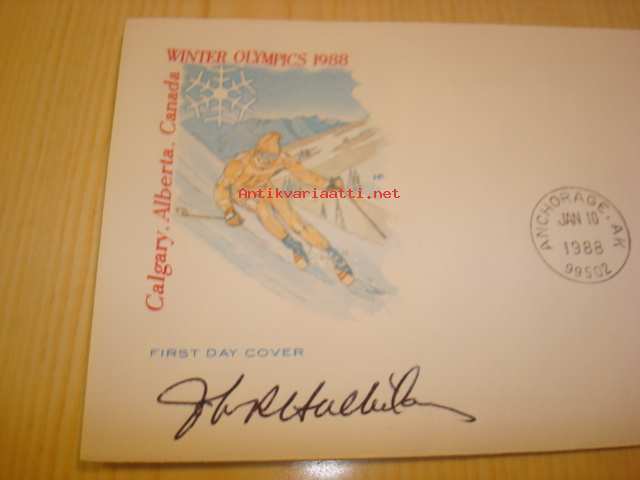 WINTER OLYMPICS 1988
Calgary, Alberta, Canada
Antikvariaatti.net
ANCHORAGE, AK
JAN 10
1988
99502
FIRST DAY COVER